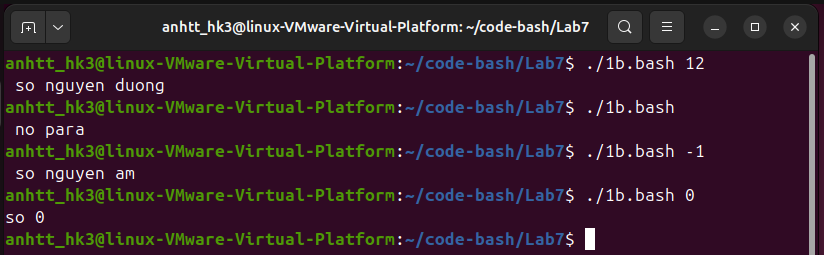 anhtt_hk3@linux-VMware-Virtual-Platform: ~/code-bash/Lab7
anhtt_hk3@linux-VMware-Virtual-Platform:~/code-bash/Lab7$ ./1b.bash 12
 so nguyen duong
anhtt_hk3@linux-VMware-Virtual-Platform:~/code-bash/Lab7$ ./1b.bash
 no para
anhtt_hk3@linux-VMware-Virtual-Platform:~/code-bash/Lab7$ ./1b.bash -1
 so nguyen am
anhtt_hk3@linux-VMware-Virtual-Platform:~/code-bash/Lab7$ ./1b.bash 0
so 0
anhtt_hk3@linux-VMware-Virtual-Platform:~/code-bash/Lab7$